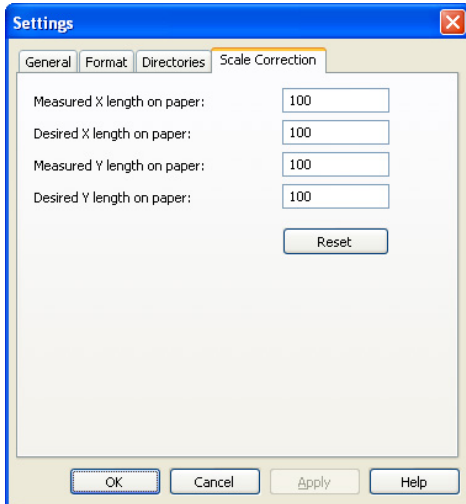 Settings
General Format Directories Scale Correction
Measured X length on paper: 100
Desired X length on paper: 100
Measured Y length on paper: 100
Desired Y length on paper: 100
Reset
OK Cancel Apply Help